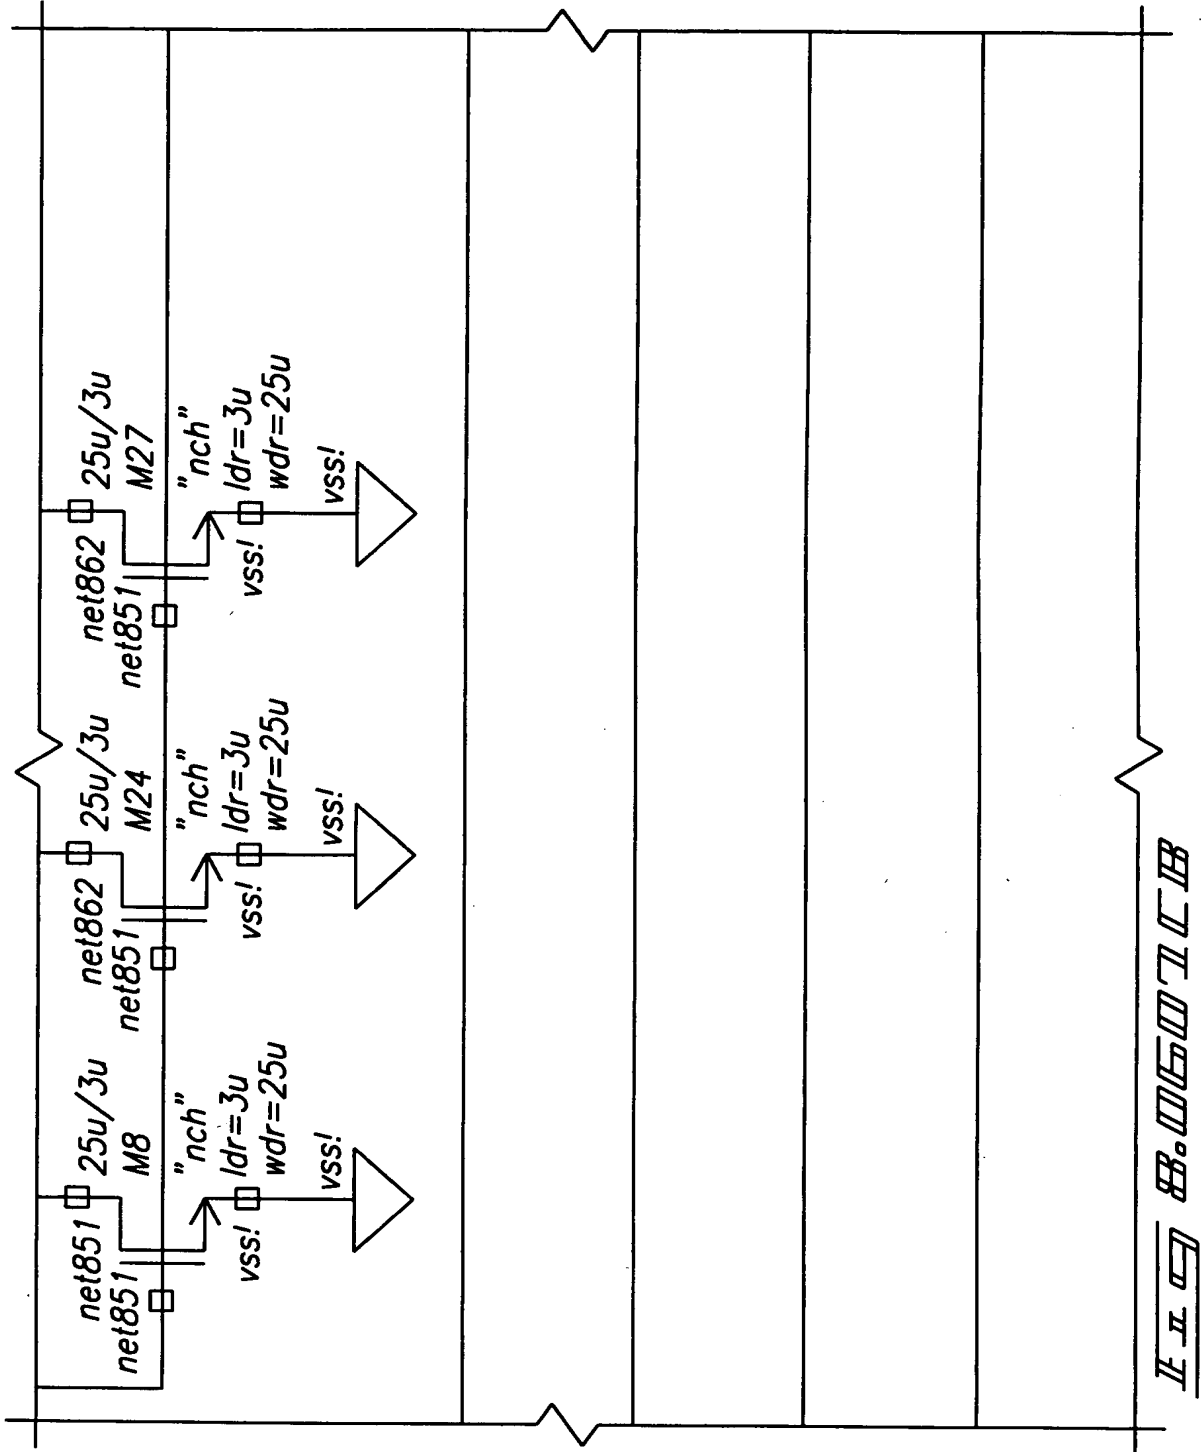 net851
net851
25u/3u
M8
"nch"
vss!
ldr=3u
wdr=25u
vss!
net862
net851
25u/3u
M24
"nch"
vss!
ldr=3u
wdr=25u
vss!
net862
net851
25u/3u
M27
"nch"
vss!
ldr=3u
wdr=25u
vss!
Fig 8.0607CB